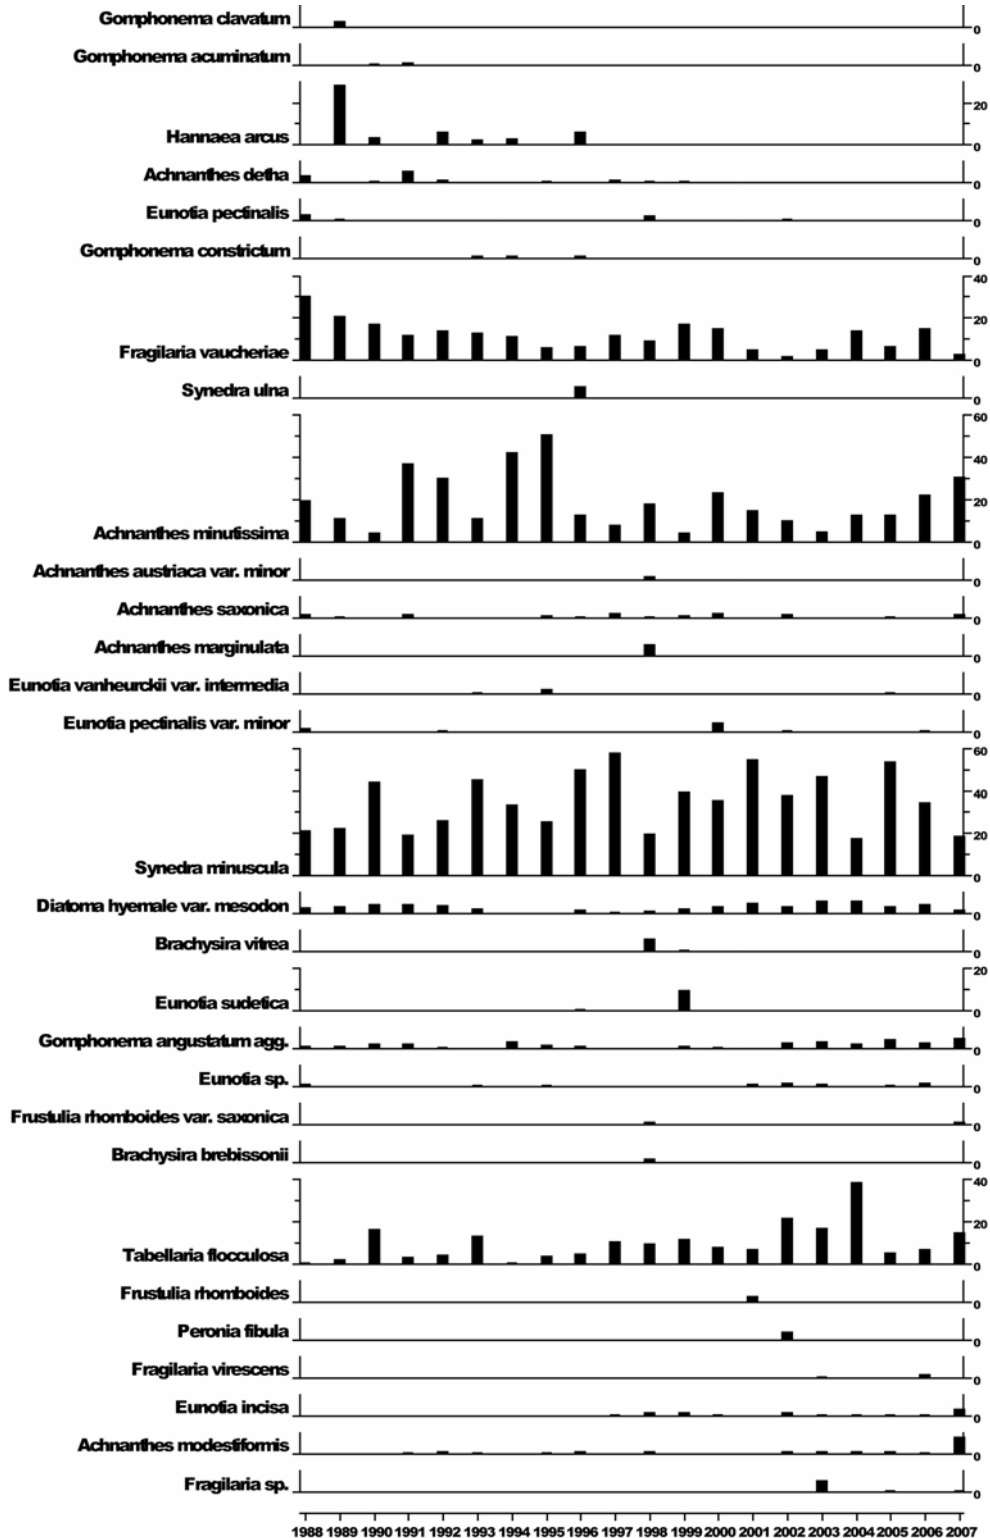 Gomphonema clavatum 0
Gomphonema acuminatum 0
20
Hannaea arcus 0
Achnanthes detha 0
Eunotia pectinalis 0
Gomphonema constrictum 0
40
20
Fragilaria vaucheriae 0
Synedra ulna 0
60
40
20
Achnanthes minutissima 0
Achnanthes austriaca var. minor 0
Achnanthes saxonica 0
Achnanthes marginulata 0
Eunotia vanheurckii var. intermedia 0
Eunotia pectinalis var. minor 0
60
40
20
Synedra minuscula 0
Diatoma hyemale var. mesodon 0
Brachysira vitrea 0
20
Eunotia sudetica 0
Gomphonema angustatum agg. 0
Eunotia sp. 0
Frustulia rhomboides var. saxonica 0
Brachysira brebissonii 0
40
20
Tabellaria flocculosa 0
Frustulia rhomboides 0
Peronia fibula 0
Fragilaria virescens 0
Eunotia incisa 0
Achnanthes modestiformis 0
Fragilaria sp. 0
1988 1989 1990 1991 1992 1993 1994 1995 1996 1997 1998 1999 2000 2001 2002 2003 2004 2005 2006 2007